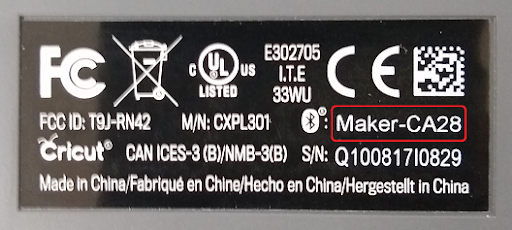 FC
C UL US
LISTED
E302705
I.T.E
33WU
CE
FCC ID: T9J-RN42 M/N: CXPL301 ®: Maker-CA28
Cricut® CAN ICES-3 (B)/NMB-3(B) S/N: Q100817I0829
Made in China/Fabriqué en Chine/Hecho en China/Hergestellt in China